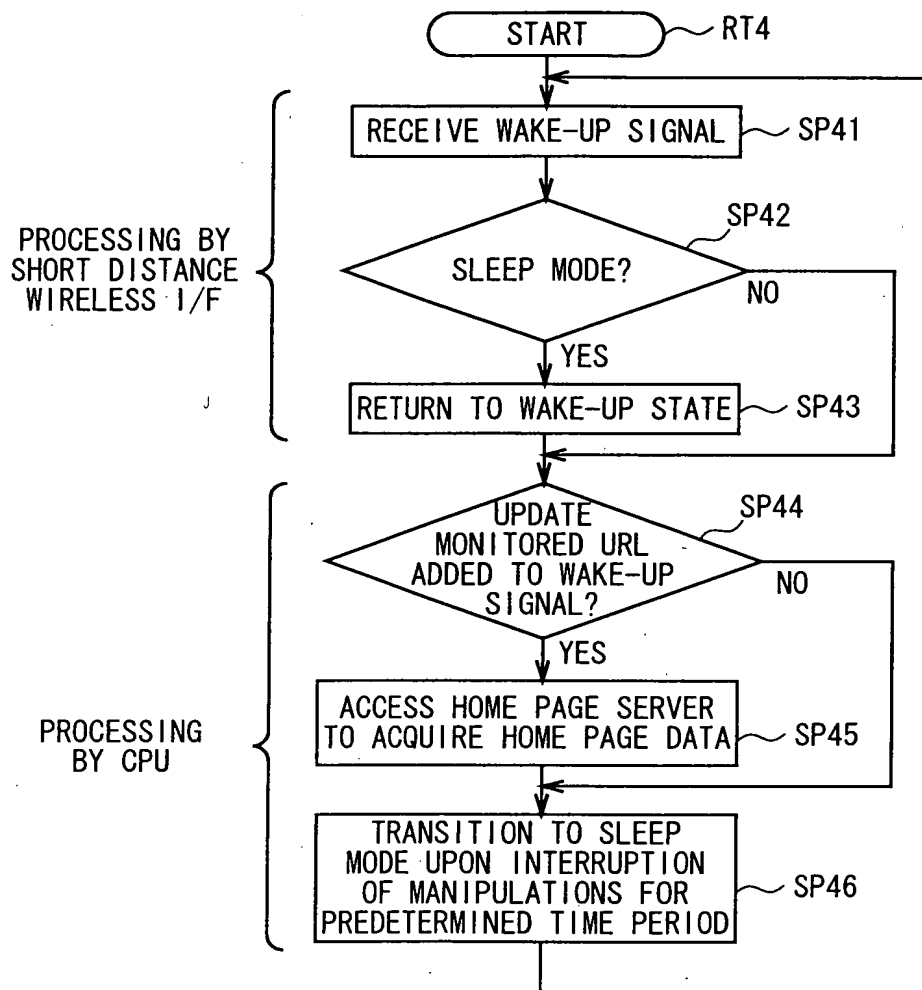 START
RT4
RECEIVE WAKE-UP SIGNAL
SP41
SP42
SLEEP MODE?
NO
PROCESSING BY
SHORT DISTANCE
WIRELESS I/F
YES
RETURN TO WAKE-UP STATE
SP43
SP44
UPDATE
MONITORED URL
ADDED TO WAKE-UP
SIGNAL?
NO
YES
PROCESSING
BY CPU
ACCESS HOME PAGE SERVER
TO ACQUIRE HOME PAGE DATA
SP45
TRANSITION TO SLEEP
MODE UPON INTERRUPTION
OF MANIPULATIONS FOR
PREDETERMINED TIME PERIOD
SP46